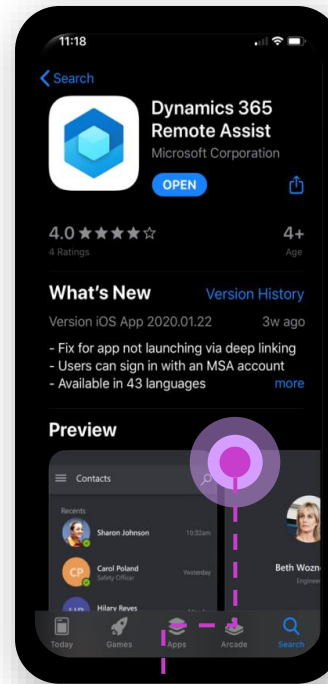 11:18
Search
Dynamics 365
Remote Assist
Microsoft Corporation
OPEN
4.0 ★★★★☆
4+
4 Ratings
Age
What's New
Version History
Version iOS App 2020.01.22
3w ago
- Fix for app not launching via deep linking
- Users can sign in with an MSA account
- Available in 43 languages
more
Preview
Contacts
Recents
Sharon Johnson
10:32am
CP
Carol Poland
Safety Officer
Yesterday
Hilary Reyes
Beth Wozn
Engineer
Today
Games
Apps
Arcade
Search